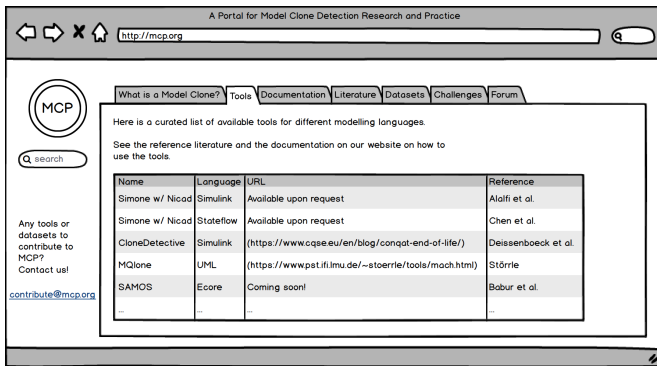 A Portal for Model Clone Detection Research and Practice
http://mcp.org
MCP
search
Any tools or
datasets to
contribute to
MCP?
Contact us!
contribute@mcp.org
What is a Model Clone? Tools Documentation Literature Datasets Challenges Forum
Here is a curated list of available tools for different modelling languages.
See the reference literature and the documentation on our website on how to
use the tools.
Name Language URL Reference
Simone w/ Nicad Simulink Available upon request Alalfi et al.
Simone w/ Nicad Stateflow Available upon request Chen et al.
CloneDetective Simulink (https://www.cqse.eu/en/blog/conqat-end-of-life/) Deissenboeck et al.
MQlone UML (https://www.pst.ifi.lmu.de/~stoerrle/tools/mach.html) Störrle
SAMOS Ecore Coming soon! Babur et al.
... ... ... ...